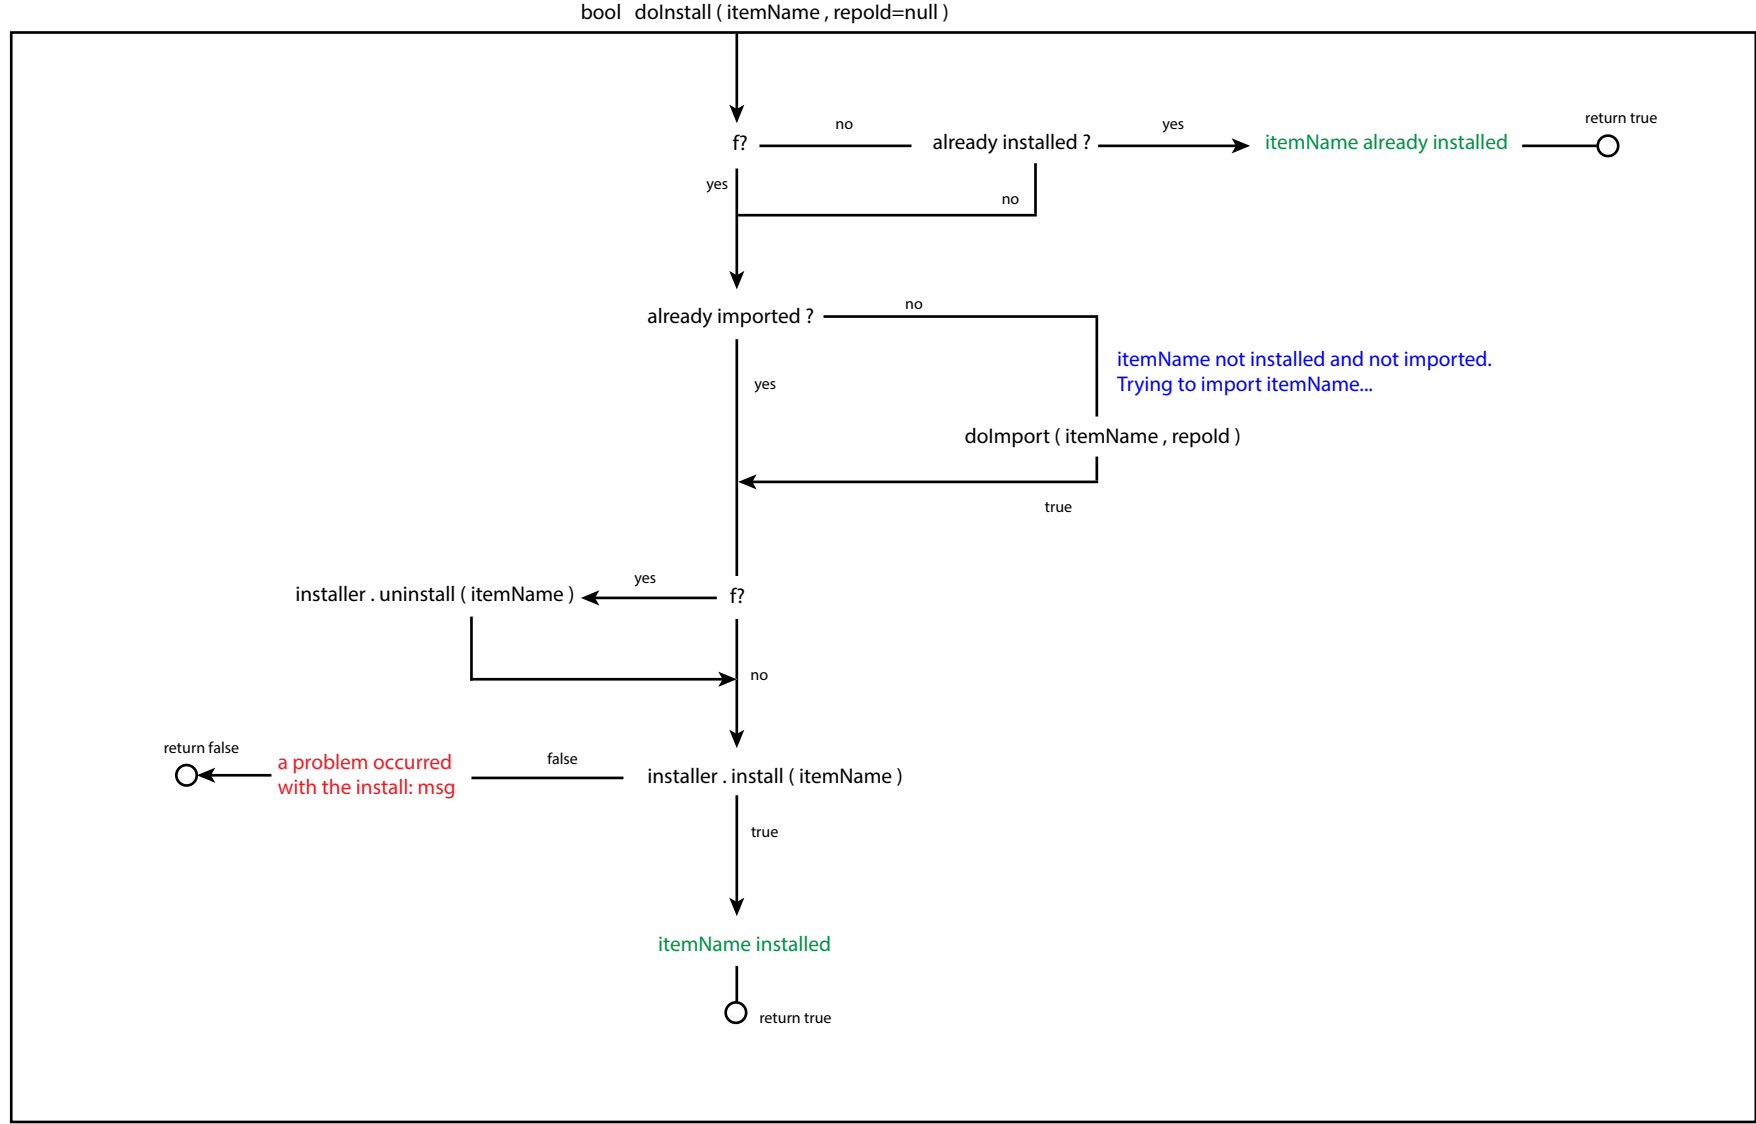 bool doInstall ( itemName , repoId=null )
return true
no
yes
f?
already installed ?
itemName already installed
yes
no
no
already imported ?
itemName not installed and not imported.
Trying to import itemName...
yes
doImport ( itemName , repoId )
true
yes
installer . uninstall ( itemName )
f?
no
return false
a problem occurred
with the install: msg
false
installer . install ( itemName )
true
itemName installed
return true